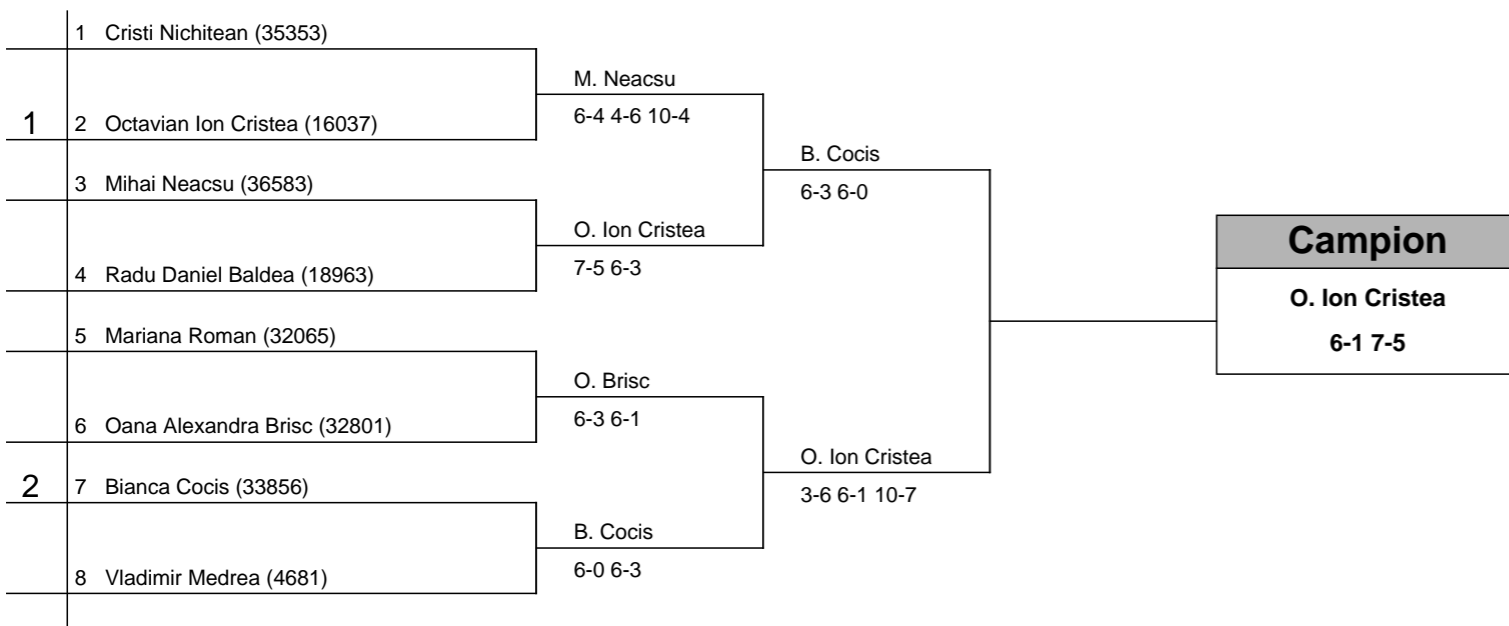 1 Cristi Nichitean (35353)
M. Neacsu
6-4 4-6 10-4
1 2 Octavian Ion Cristea (16037)
B. Cocis
6-3 6-0
3 Mihai Neacsu (36583)
O. Ion Cristea
7-5 6-3
4 Radu Daniel Baldea (18963)
Campion
O. Ion Cristea
6-1 7-5
5 Mariana Roman (32065)
O. Brisc
6-3 6-1
6 Oana Alexandra Brisc (32801)
O. Ion Cristea
3-6 6-1 10-7
2 7 Bianca Cocis (33856)
B. Cocis
6-0 6-3
8 Vladimir Medrea (4681)